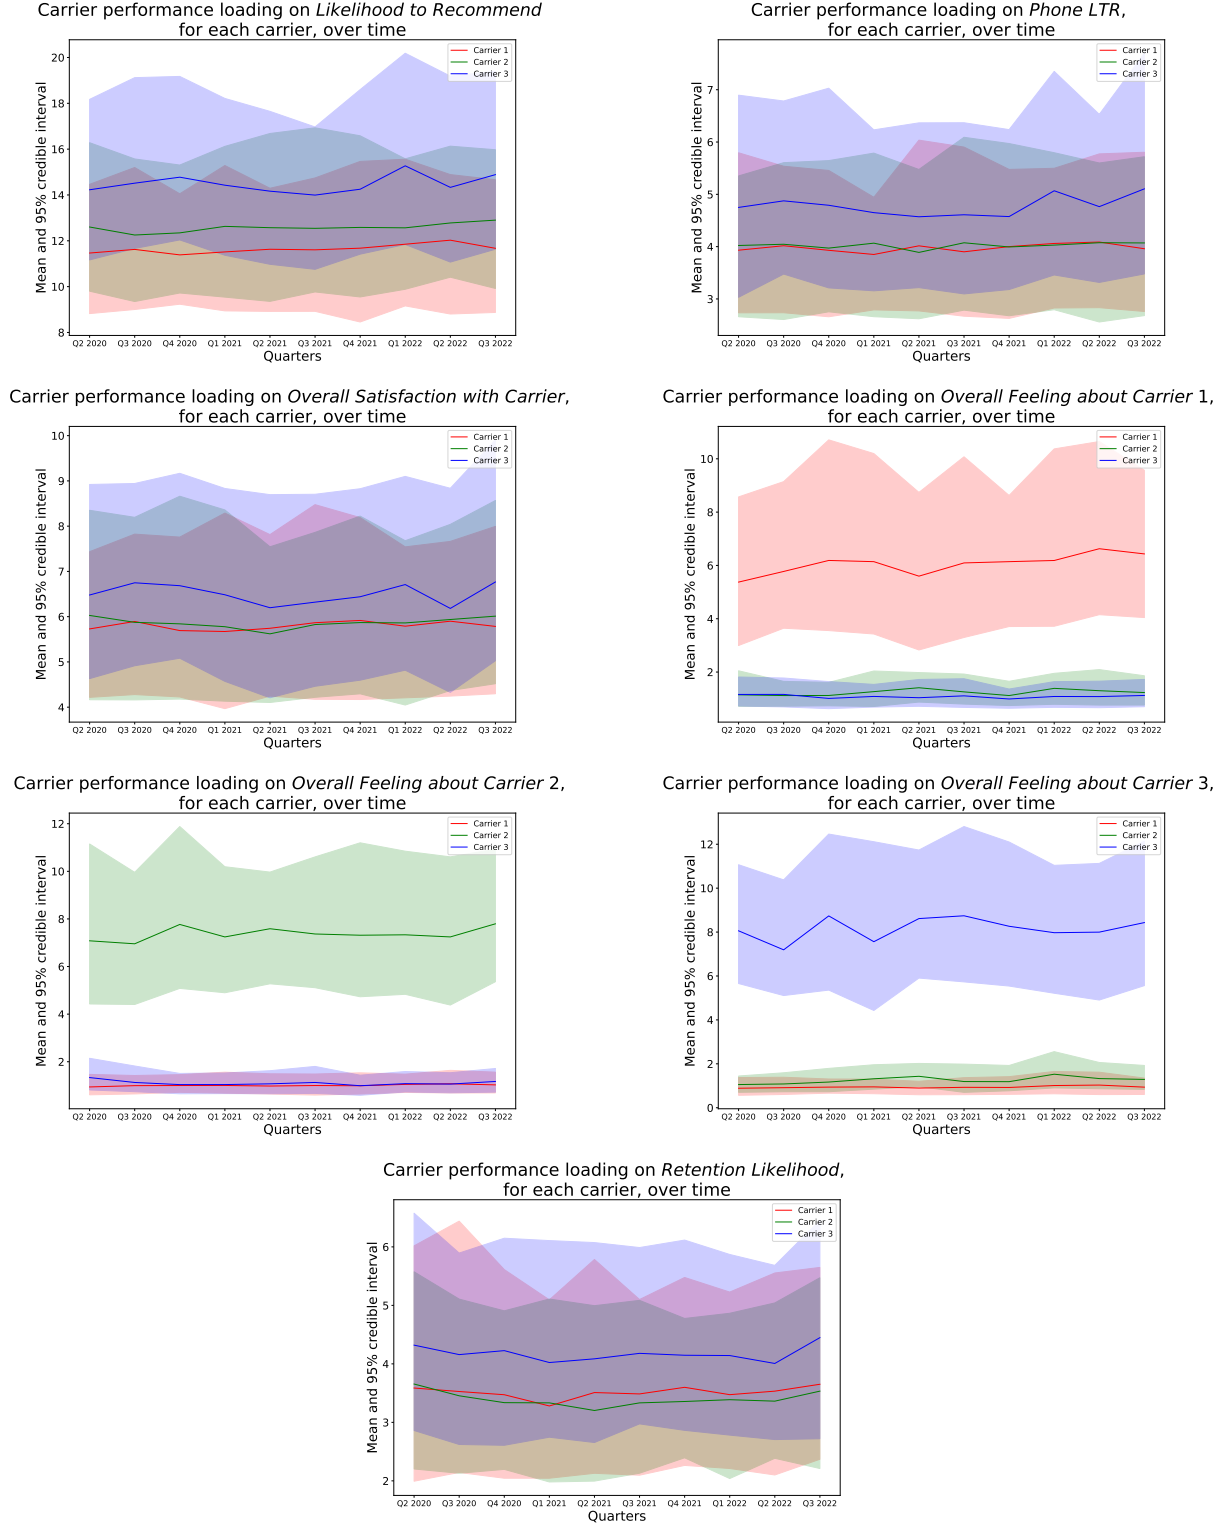 Carrier performance loading on Likelihood to Recommend
for each carrier, over time
Mean and 95% credible interval
20
18
16
14
12
10
8
Carrier 1
Carrier 2
Carrier 3
Q2 2020 Q3 2020 Q4 2020 Q1 2021 Q2 2021 Q3 2021 Q4 2021 Q1 2022 Q2 2022 Q3 2022
Quarters
Carrier performance loading on Phone LTR,
for each carrier, over time
Mean and 95% credible interval
7
6
5
4
3
Carrier 1
Carrier 2
Carrier 3
Q2 2020 Q3 2020 Q4 2020 Q1 2021 Q2 2021 Q3 2021 Q4 2021 Q1 2022 Q2 2022 Q3 2022
Quarters
Carrier performance loading on Overall Satisfaction with Carrier,
for each carrier, over time
Mean and 95% credible interval
10
9
8
7
6
5
4
Carrier 1
Carrier 2
Carrier 3
Q2 2020 Q3 2020 Q4 2020 Q1 2021 Q2 2021 Q3 2021 Q4 2021 Q1 2022 Q2 2022 Q3 2022
Quarters
Carrier performance loading on Overall Feeling about Carrier 1,
for each carrier, over time
Mean and 95% credible interval
10
8
6
4
2
Carrier 1
Carrier 2
Carrier 3
Q2 2020 Q3 2020 Q4 2020 Q1 2021 Q2 2021 Q3 2021 Q4 2021 Q1 2022 Q2 2022 Q3 2022
Quarters
Carrier performance loading on Overall Feeling about Carrier 2,
for each carrier, over time
Mean and 95% credible interval
12
10
8
6
4
2
Carrier 1
Carrier 2
Carrier 3
Q2 2020 Q3 2020 Q4 2020 Q1 2021 Q2 2021 Q3 2021 Q4 2021 Q1 2022 Q2 2022 Q3 2022
Quarters
Carrier performance loading on Overall Feeling about Carrier 3,
for each carrier, over time
Mean and 95% credible interval
12
10
8
6
4
2
0
Carrier 1
Carrier 2
Carrier 3
Q2 2020 Q3 2020 Q4 2020 Q1 2021 Q2 2021 Q3 2021 Q4 2021 Q1 2022 Q2 2022 Q3 2022
Quarters
Carrier performance loading on Retention Likelihood,
for each carrier, over time
Mean and 95% credible interval
6
5
4
3
2
Carrier 1
Carrier 2
Carrier 3
Q2 2020 Q3 2020 Q4 2020 Q1 2021 Q2 2021 Q3 2021 Q4 2021 Q1 2022 Q2 2022 Q3 2022
Quarters